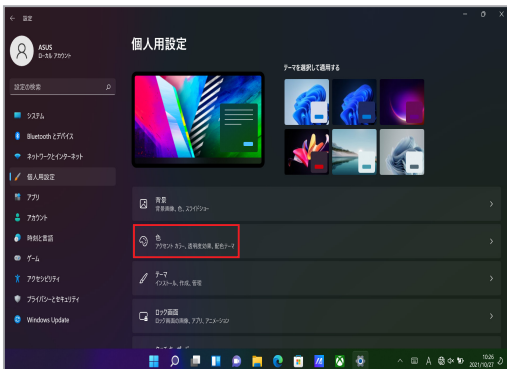 設定
ASUS
ローカル アカウント
設定の検索
システム
Bluetooth とデバイス
ネットワークとインターネット
個人用設定
アプリ
アカウント
時刻と言語
ゲーム
アクセシビリティ
プライバシーとセキュリティ
Windows Update
個人用設定
テーマを選択して適用する
背景
背景画像、色、スライドショー
色
アクセント カラー、透明度効果、配色テーマ
テーマ
インストール、作成、管理
ロック画面
ロック画面の画像、アプリ、アニメーション
A
10:26
2021/10/27